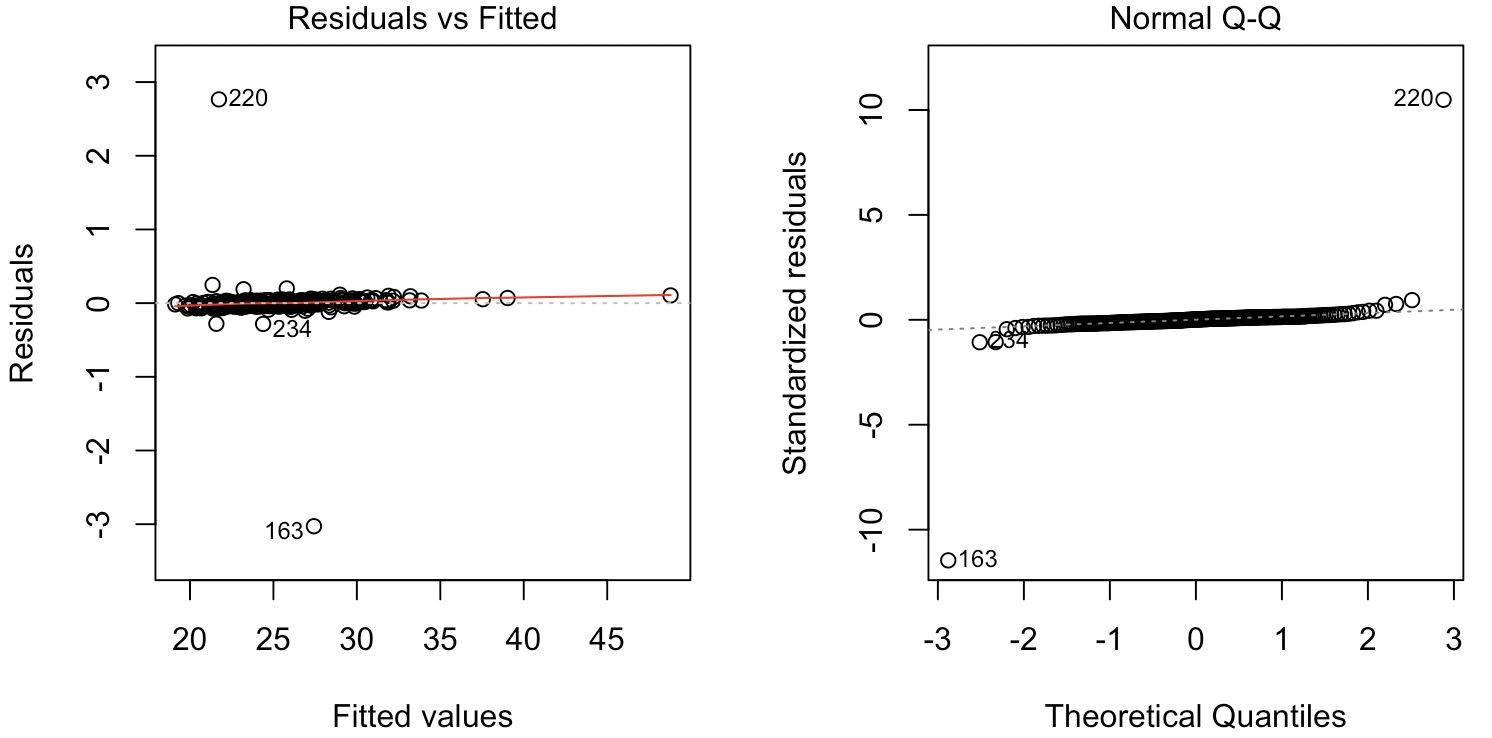 Residuals vs Fitted
Residuals
3
2
1
0
-1
-2
-3
220
234
163
20 25 30 35 40 45
Fitted values
Normal Q-Q
Standardized residuals
10
5
0
-5
-10
220
234
163
-3 -2 -1 0 1 2 3
Theoretical Quantiles